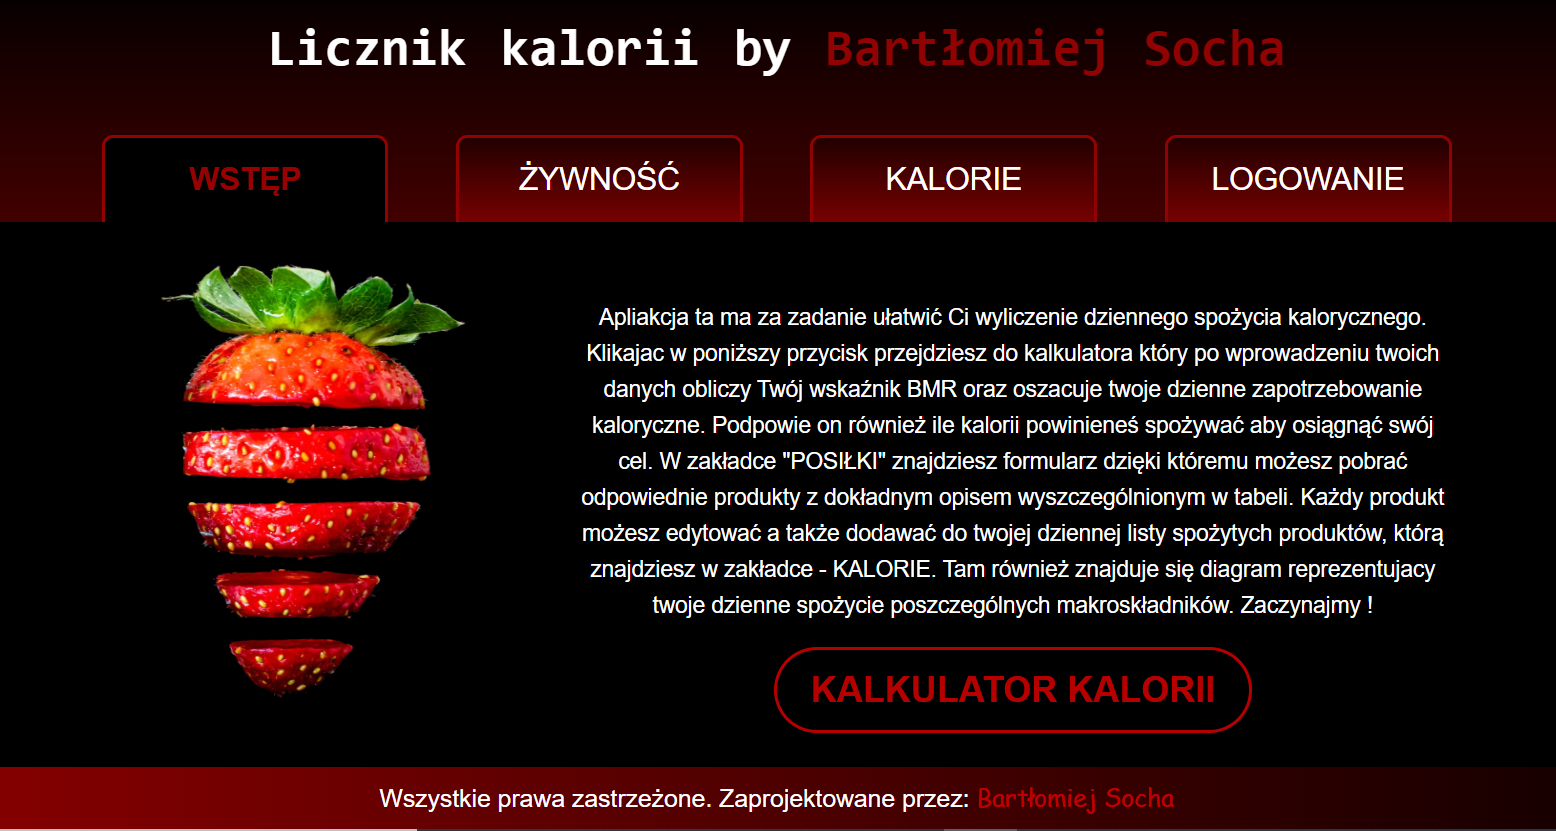 Licznik kalorii by Bartłomiej Socha
WSTĘP
ŻYWNOŚĆ
KALORIE
LOGOWANIE
Apliakcja ta ma za zadanie ułatwić Ci wyliczenie dziennego spożycia kalorycznego.
Klikajac w poniższy przycisk przejdziesz do kalkulatora który po wprowadzeniu twoich
danych obliczy Twój wskaźnik BMR oraz oszacuje twoje dzienne zapotrzebowanie
kaloryczne. Podpowie on również ile kalorii powinieneś spożywać aby osiągnąć swój
cel. W zakładce "POSIŁKI" znajdziesz formularz dzięki któremu możesz pobrać
odpowiednie produkty z dokładnym opisem wyszczególnionym w tabeli. Każdy produkt
możesz edytować a także dodawać do twojej dziennej listy spożytych produktów, którą
znajdziesz w zakładce - KALORIE. Tam również znajduje się diagram reprezentujacy
twoje dzienne spożycie poszczególnych makroskładników. Zaczynajmy !
KALKULATOR KALORII
Wszystkie prawa zastrzeżone. Zaprojektowane przez: Bartłomiej Socha